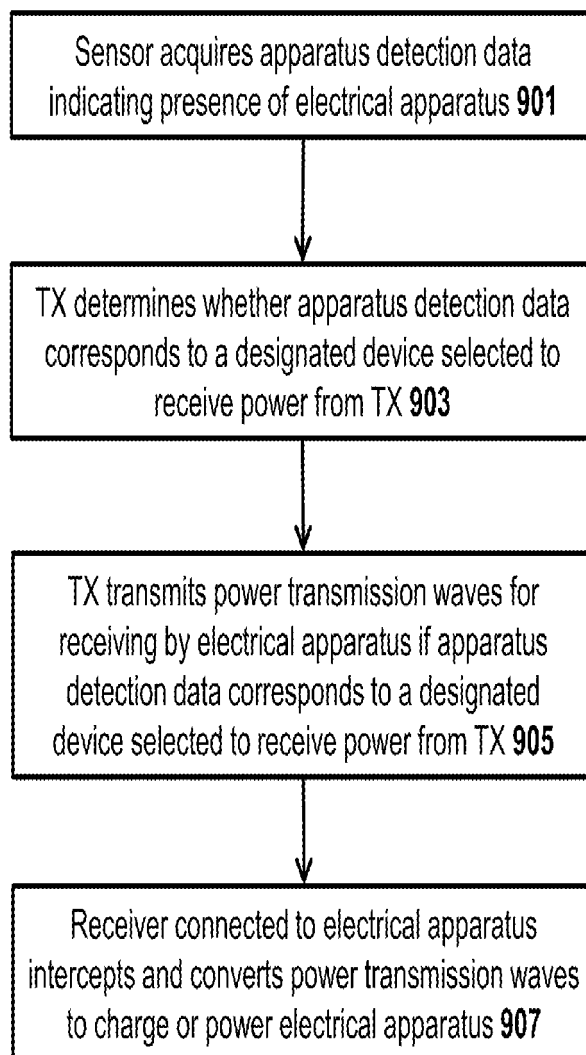 Sensor acquires apparatus detection data
indicating presence of electrical apparatus 901
TX determines whether apparatus detection data
corresponds to a designated device selected to
receive power from TX 903
TX transmits power transmission waves for
receiving by electrical apparatus if apparatus
detection data corresponds to a designated
device selected to receive power from TX 905
Receiver connected to electrical apparatus
intercepts and converts power transmission waves
to charge or power electrical apparatus 907